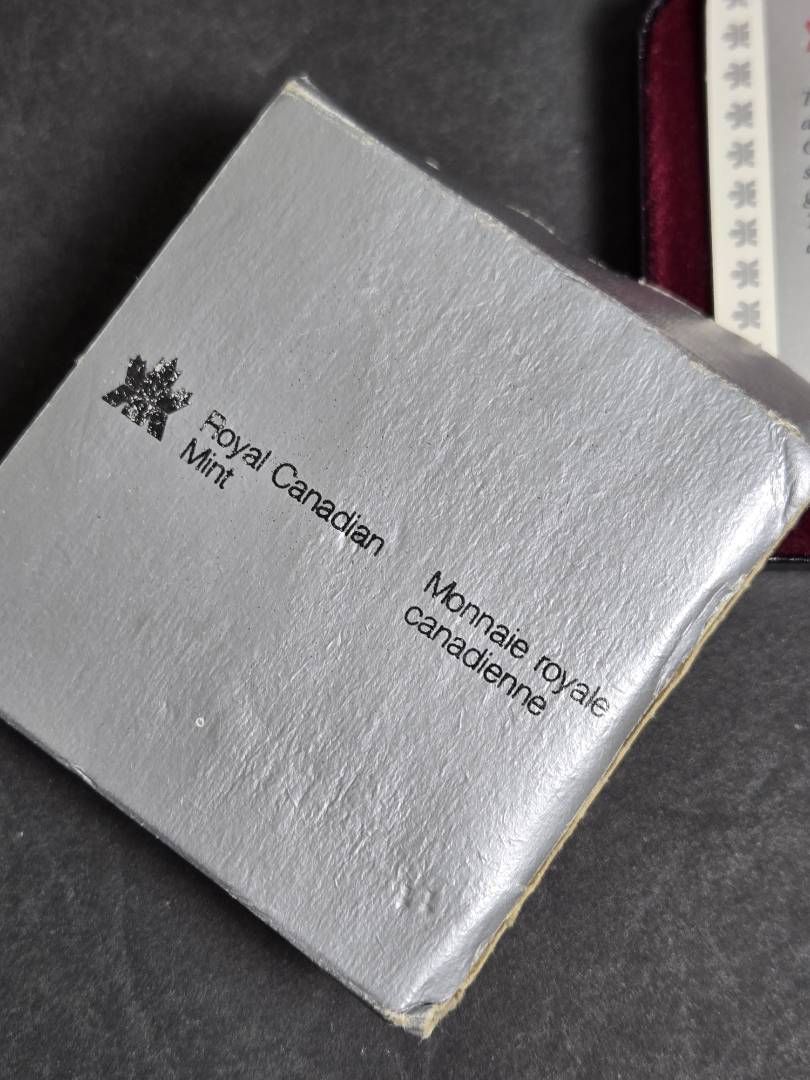 Royal Canadian
Mint
Monnaie royale
canadienne